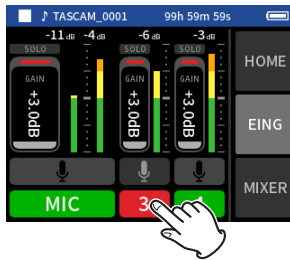 ♪ TASCAM_0001 99h 59m 59s
-11 dB -4 dB -6 dB -3 dB
SOLO SOLO SOLO
GAIN GAIN GAIN
+3.0dB +3.0dB +3.0dB
HOME
EING
MIXER
MIC 3